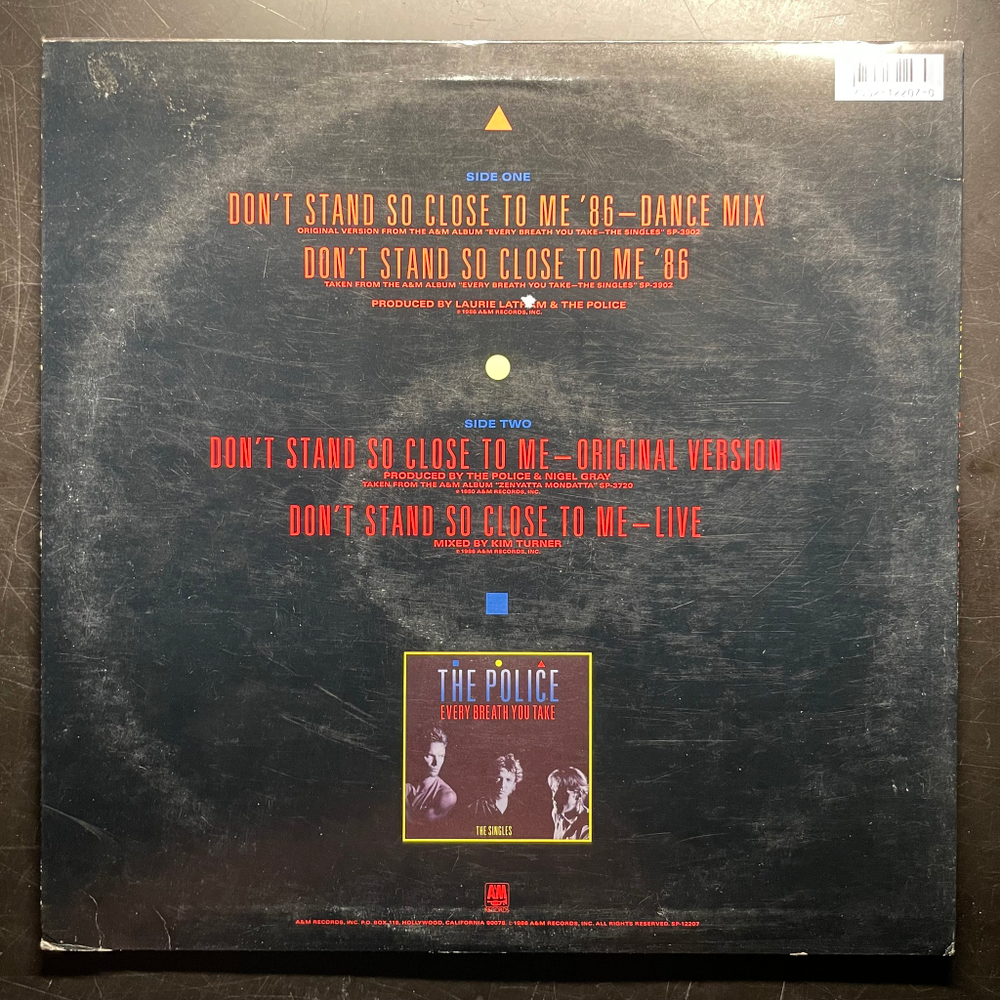 SIDE ONE
DON'T STAND SO CLOSE TO ME '86—DANCE MIX
ORIGINAL VERSION FROM THE A&M ALBUM "EVERY BREATH YOU TAKE—THE SINGLES" SP-3902
DON'T STAND SO CLOSE TO ME '86
TAKEN FROM THE A&M ALBUM "EVERY BREATH YOU TAKE—THE SINGLES" SP-3902
PRODUCED BY LAURIE LATHAM & THE POLICE
℗ 1986 A&M RECORDS, INC.
SIDE TWO
DON'T STAND SO CLOSE TO ME—ORIGINAL VERSION
PRODUCED BY THE POLICE & NIGEL GRAY
TAKEN FROM THE A&M ALBUM "ZENYATTA MONDATTA" SP-3720
℗ 1980 A&M RECORDS, INC.
DON'T STAND SO CLOSE TO ME—LIVE
MIXED BY KIM TURNER
℗ 1986 A&M RECORDS, INC.
THE POLICE
EVERY BREATH YOU TAKE
THE SINGLES
A&M
RECORDS
A&M RECORDS, INC. P.O. BOX 118, HOLLYWOOD, CALIFORNIA 90078. © 1986 A&M RECORDS, INC. ALL RIGHTS RESERVED. SP-12207